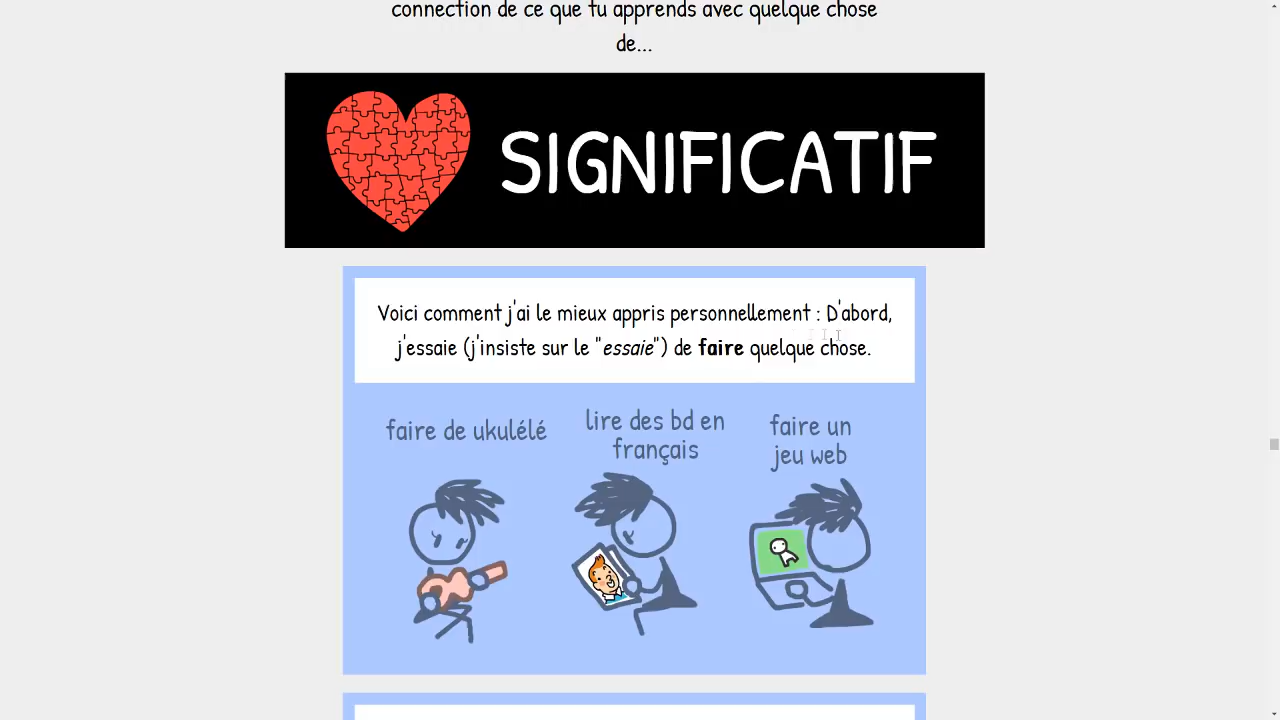 connection de ce que tu apprends avec quelque chose
de...
SIGNIFICATIF
Voici comment j'ai le mieux appris personnellement : D'abord,
j'essaie (j'insiste sur le "essaie") de faire quelque chose.
faire de ukulélé
lire des bd en
français
faire un
jeu web